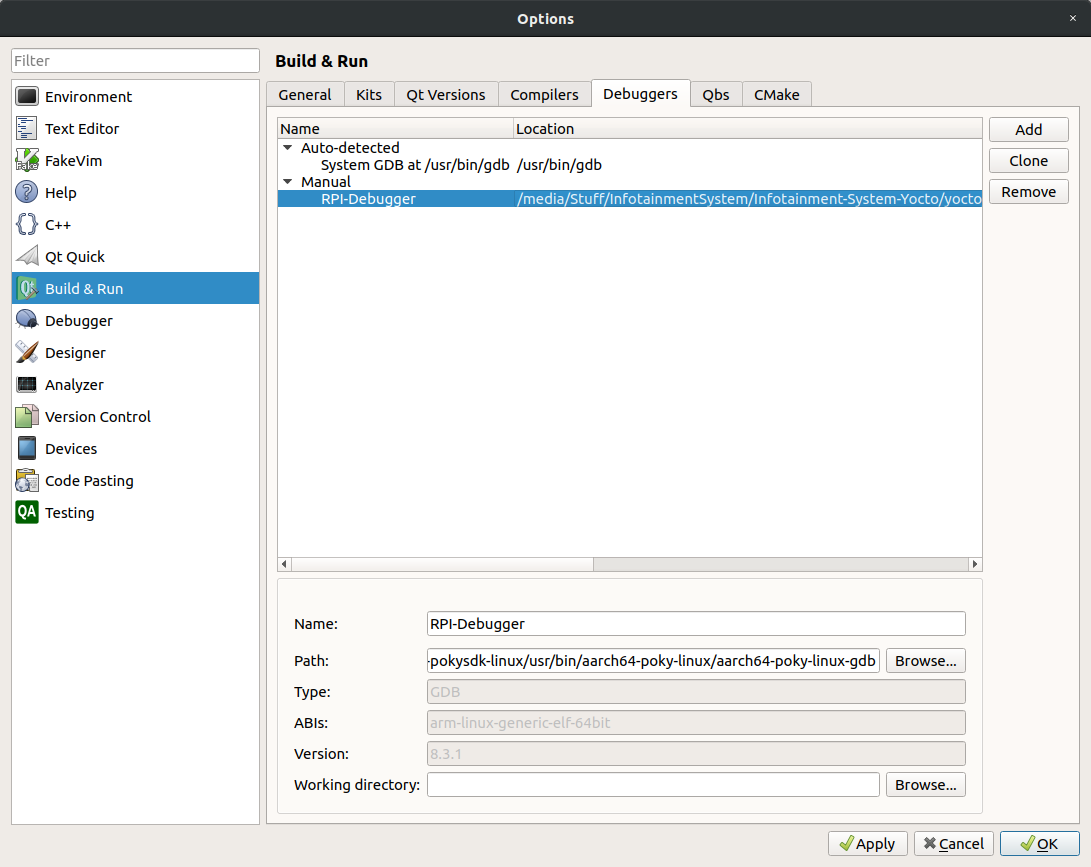 Options
Filter
Environment
Text Editor
FakeVim
Help
C++
Qt Quick
Build & Run
Debugger
Designer
Analyzer
Version Control
Devices
Code Pasting
QA Testing
Build & Run
General Kits Qt Versions Compilers Debuggers Qbs CMake
Name Location
Auto-detected
System GDB at /usr/bin/gdb /usr/bin/gdb
Manual
RPI-Debugger /media/Stuff/InfotainmentSystem/Infotainment-System-Yocto/yocto
Add
Clone
Remove
Name: RPI-Debugger
Path: -pokysdk-linux/usr/bin/aarch64-poky-linux/aarch64-poky-linux-gdb Browse...
Type: GDB
ABIs: arm-linux-generic-elf-64bit
Version: 8.3.1
Working directory: Browse...
Apply Cancel OK